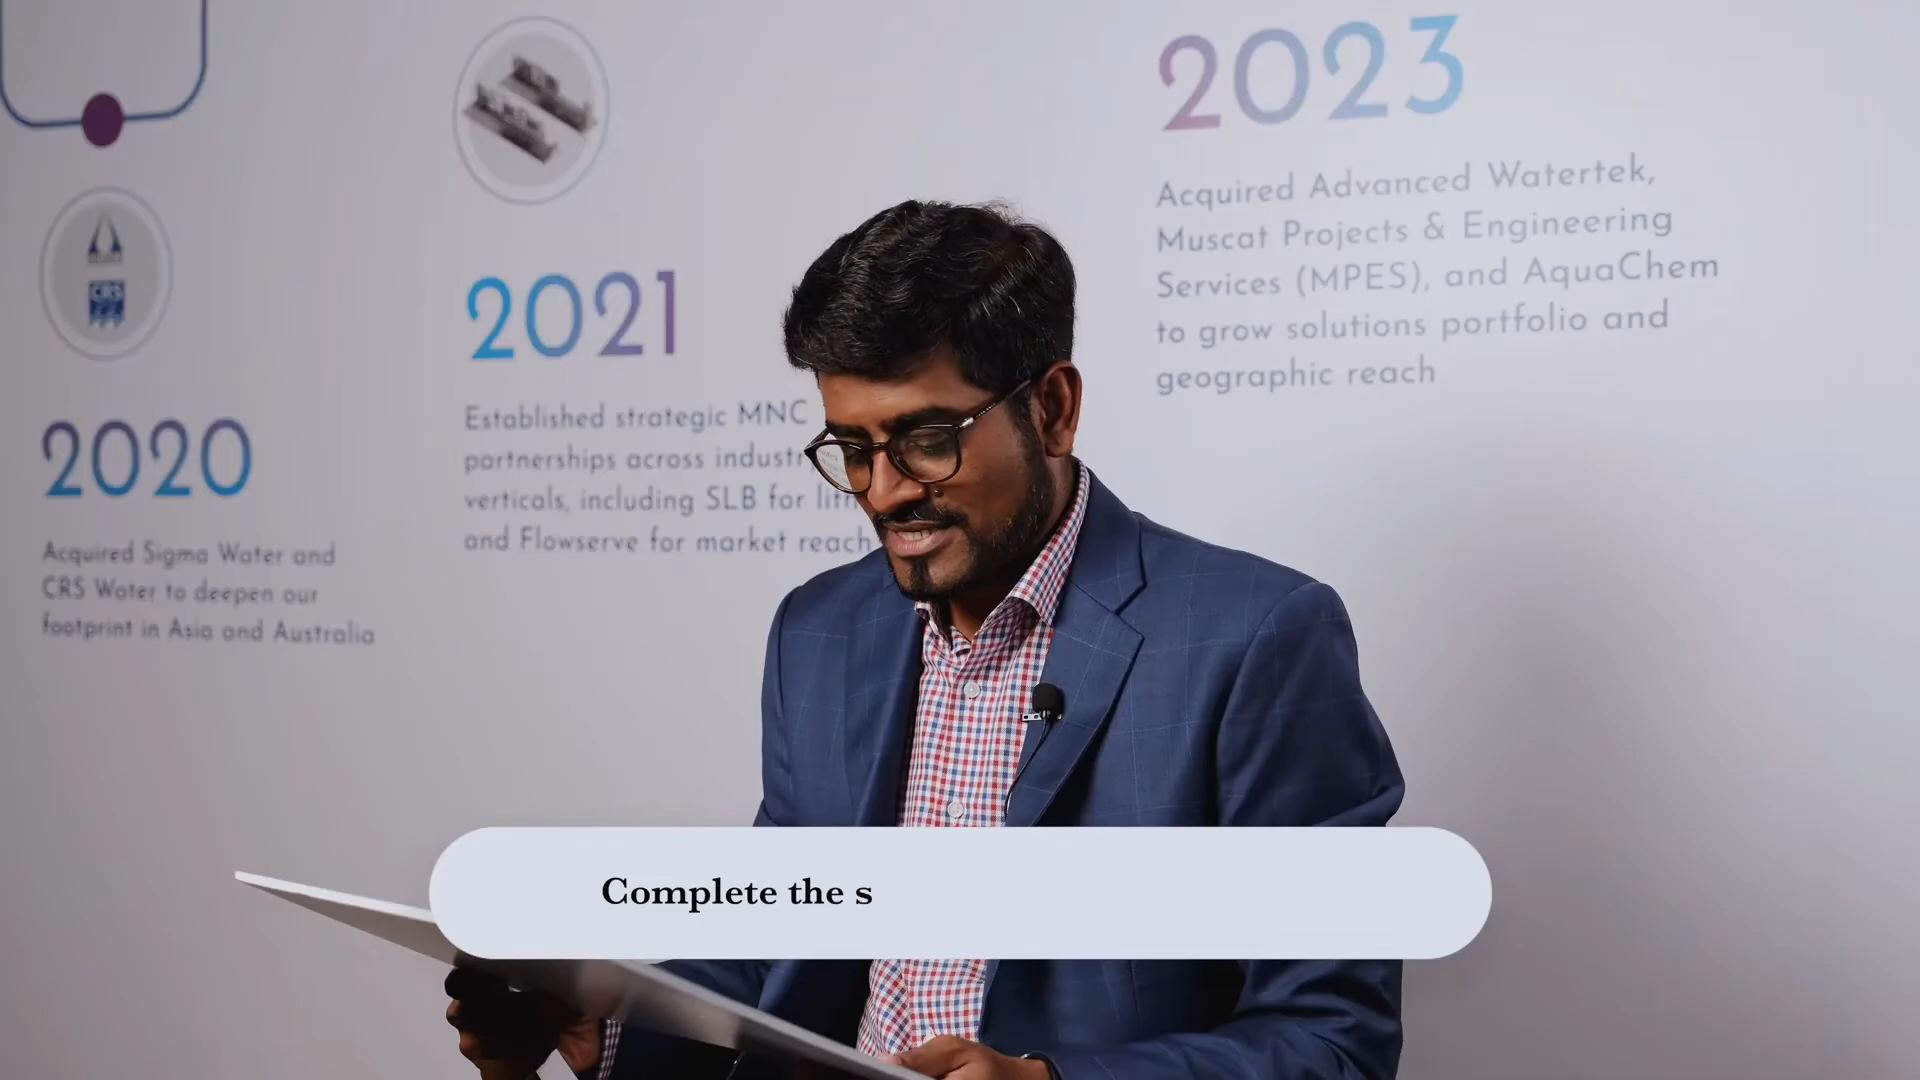 2020
Acquired Sigma Water and
CRS Water to deepen our
footprint in Asia and Australia
CRS
2021
Established strategic MNC
partnerships across industr
verticals, including SLB for lith
and Flowserve for market reach
2023
Acquired Advanced Watertek,
Muscat Projects & Engineering
Services (MPES), and AquaChem
to grow solutions portfolio and
geographic reach
Complete the s